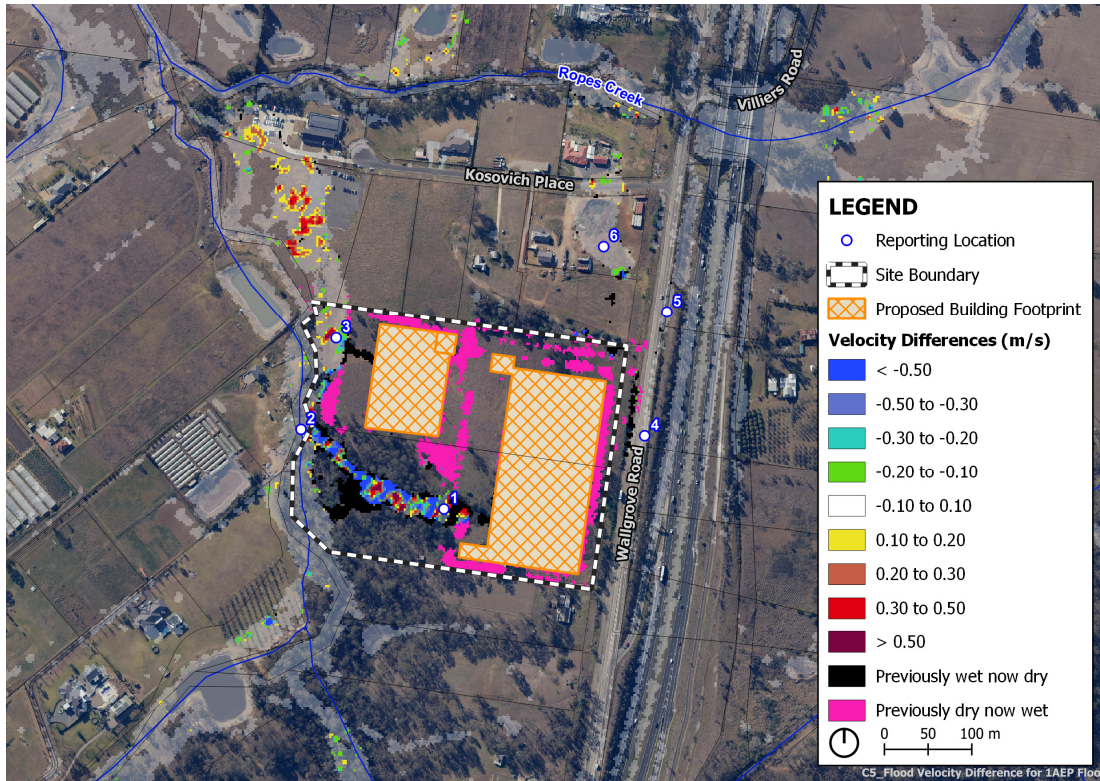 Ropes Creek
Villiers Road
Kosovich Place
6
5
3
2
4
1
Wallgrove Road
LEGEND
Reporting Location
Site Boundary
Proposed Building Footprint
Velocity Differences (m/s)
< -0.50
-0.50 to -0.30
-0.30 to -0.20
-0.20 to -0.10
-0.10 to 0.10
0.10 to 0.20
0.20 to 0.30
0.30 to 0.50
> 0.50
Previously wet now dry
Previously dry now wet
0 50 100 m
C5_Flood Velocity Difference for 1AEP Floo